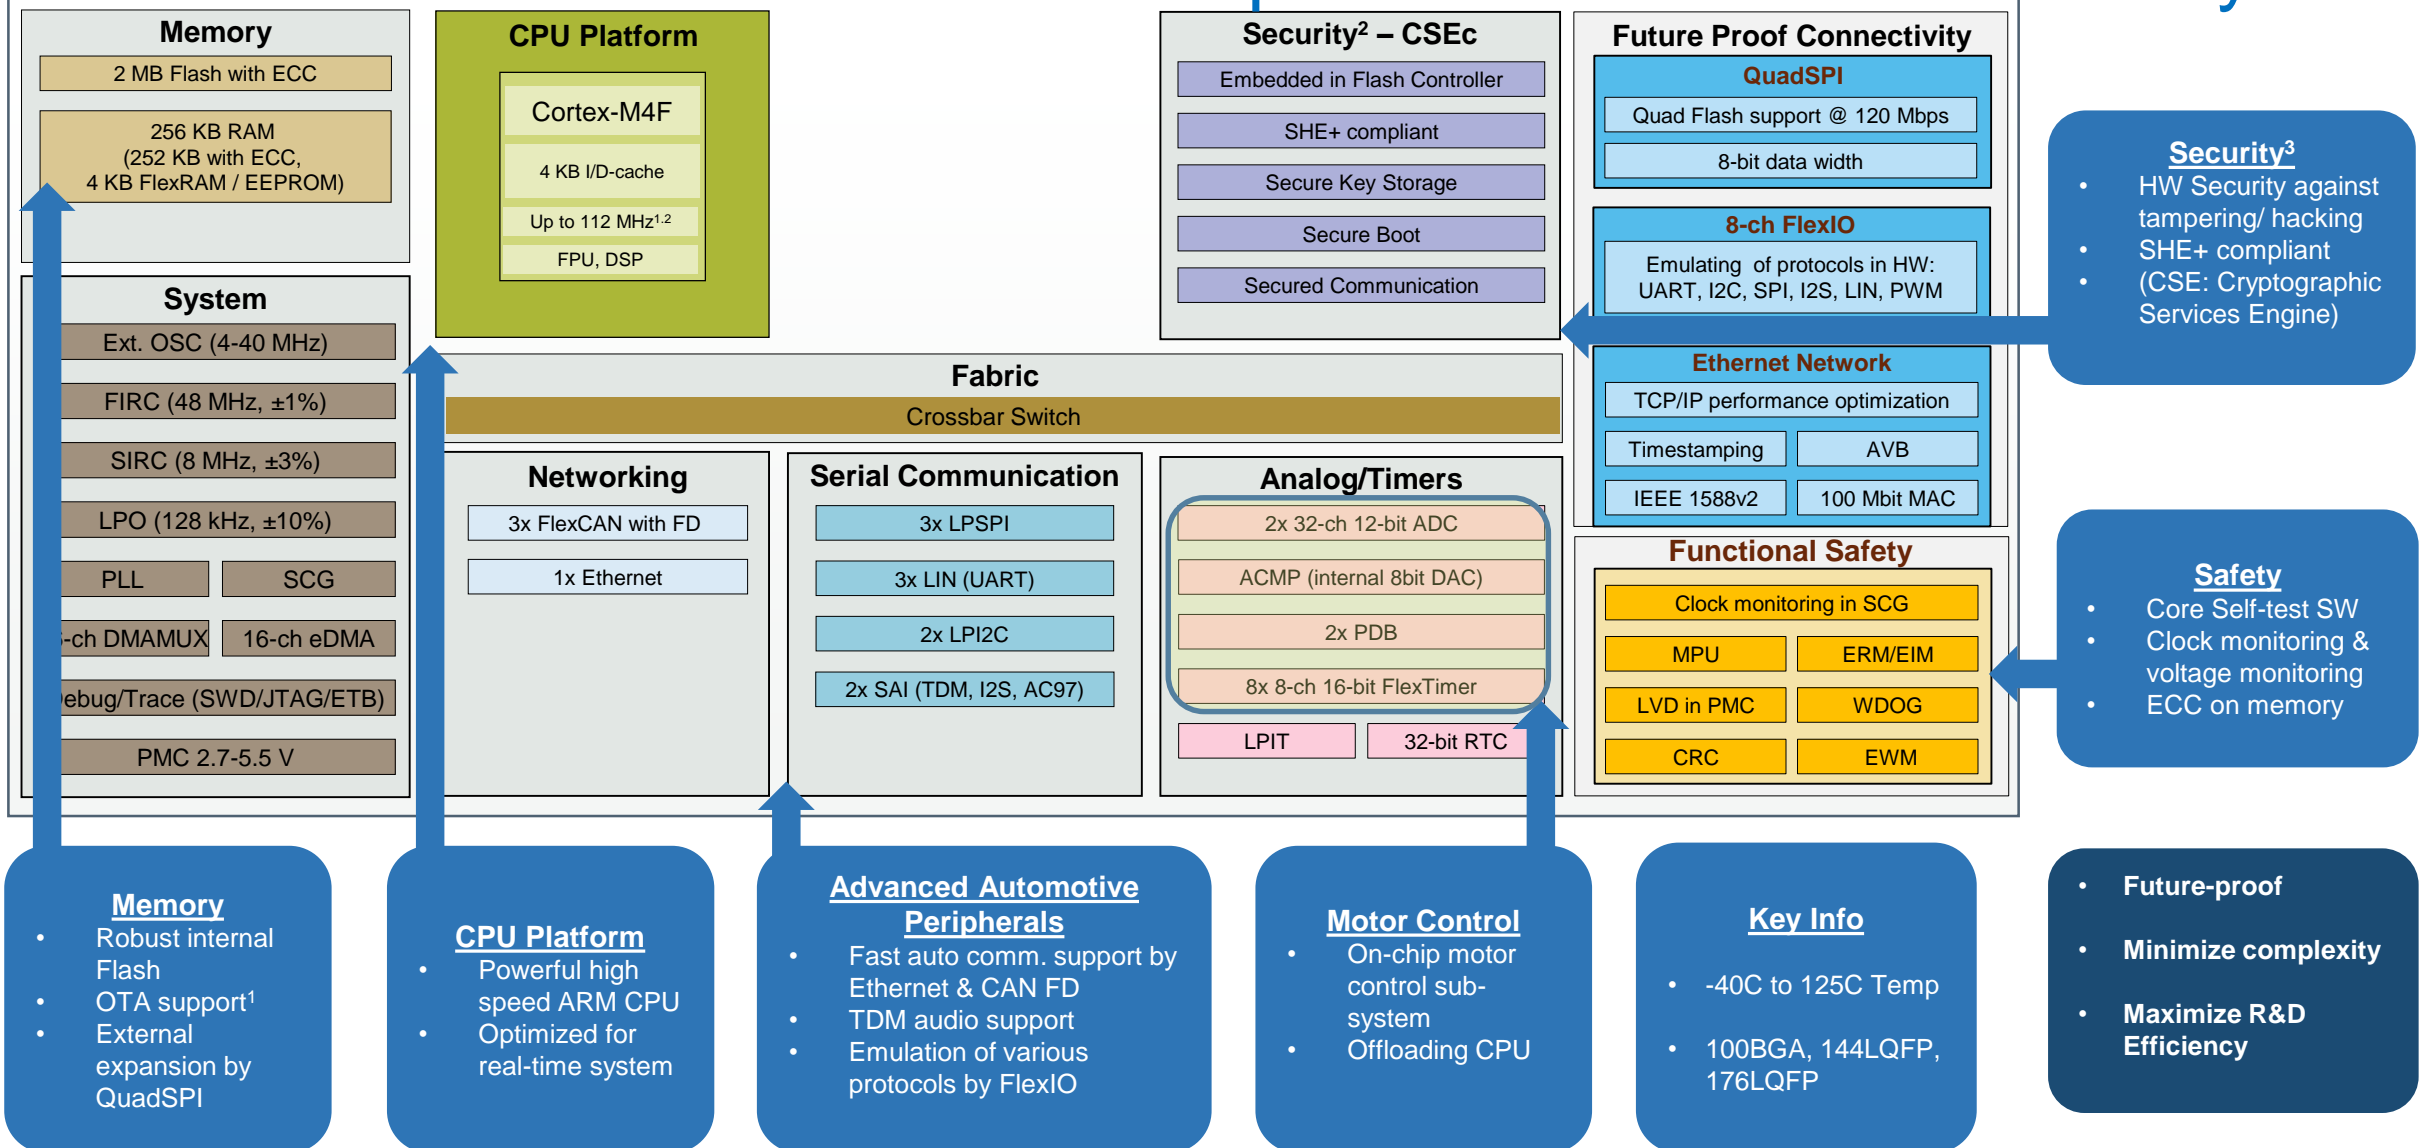 Memory
2 MB Flash with ECC
256 KB RAM
(252 KB with ECC,
4 KB FlexRAM / EEPROM)
System
Ext. OSC (4-40 MHz)
FIRC (48 MHz, ±1%)
SIRC (8 MHz, ±3%)
LPO (128 kHz, ±10%)
PLL
SCG
-ch DMAMUX
16-ch eDMA
ebug/Trace (SWD/JTAG/ETB)
PMC 2.7-5.5 V
CPU Platform
Cortex-M4F
4 KB I/D-cache
Up to 112 MHz1.2
FPU, DSP
Security2 – CSEc
Embedded in Flash Controller
SHE+ compliant
Secure Key Storage
Secure Boot
Secured Communication
Fabric
Crossbar Switch
Networking
3x FlexCAN with FD
1x Ethernet
Serial Communication
3x LPSPI
3x LIN (UART)
2x LPI2C
2x SAI (TDM, I2S, AC97)
Analog/Timers
2x 32-ch 12-bit ADC
ACMP (internal 8bit DAC)
2x PDB
8x 8-ch 16-bit FlexTimer
LPIT
32-bit RTC
Future Proof Connectivity
QuadSPI
Quad Flash support @ 120 Mbps
8-bit data width
8-ch FlexIO
Emulating of protocols in HW:
UART, I2C, SPI, I2S, LIN, PWM
Ethernet Network
TCP/IP performance optimization
Timestamping
AVB
IEEE 1588v2
100 Mbit MAC
Functional Safety
Clock monitoring in SCG
MPU
ERM/EIM
LVD in PMC
WDOG
CRC
EWM
Security3
• HW Security against
tampering/ hacking
• SHE+ compliant
• (CSE: Cryptographic
Services Engine)
Safety
• Core Self-test SW
• Clock monitoring &
voltage monitoring
• ECC on memory
Memory
• Robust internal
Flash
• OTA support1
• External
expansion by
QuadSPI
CPU Platform
• Powerful high
speed ARM CPU
• Optimized for
real-time system
Advanced Automotive
Peripherals
• Fast auto comm. support by
Ethernet & CAN FD
• TDM audio support
• Emulation of various
protocols by FlexIO
Motor Control
• On-chip motor
control sub-
system
• Offloading CPU
Key Info
• -40C to 125C Temp
• 100BGA, 144LQFP,
176LQFP
• Future-proof
• Minimize complexity
• Maximize R&D
Efficiency